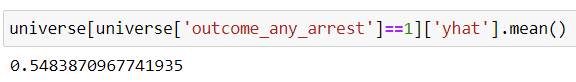 universe[universe['outcome_any_arrest']==1]['yhat'].mean()
0.5483870967741935